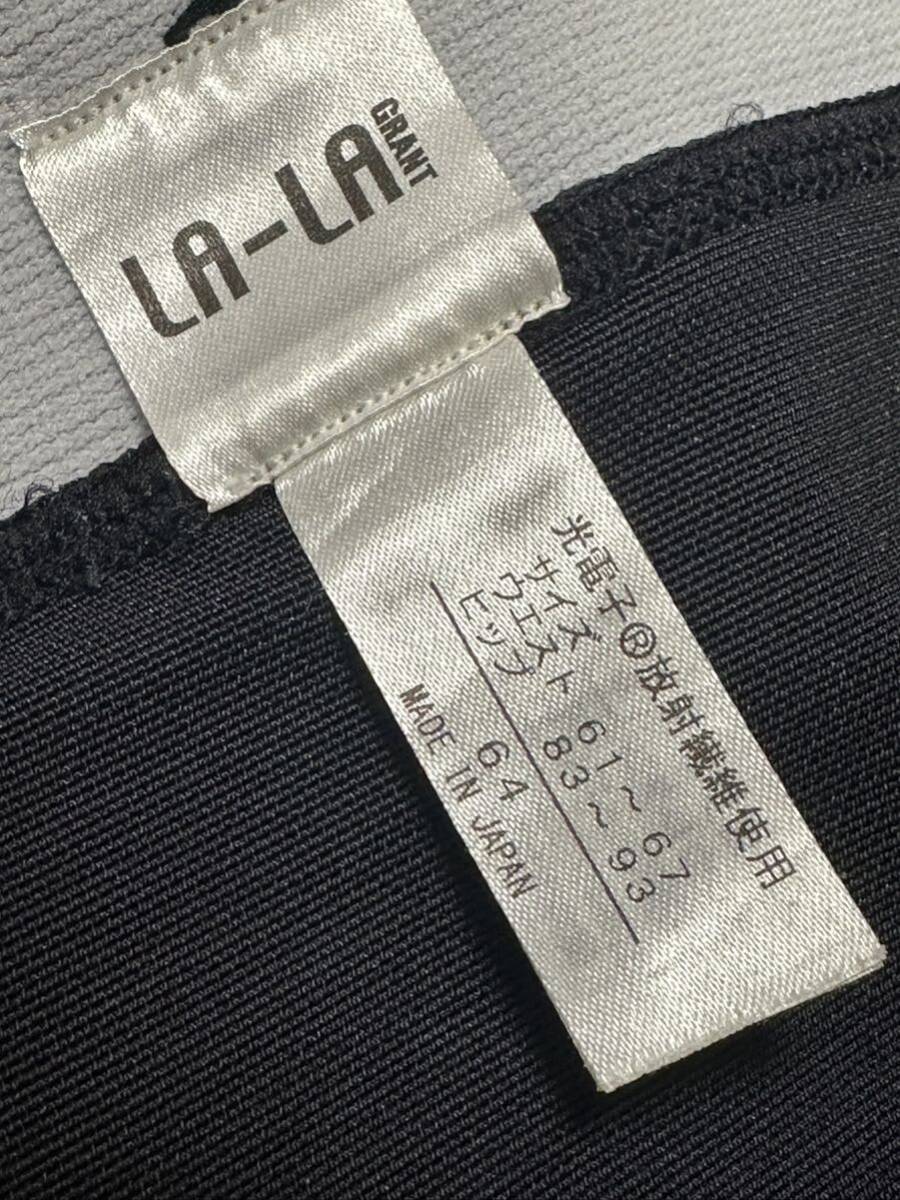 LA-LA
GRANT
光電子®放射繊維使用
サイズ
ウエスト 61〜67
ヒップ 83〜93
64
MADE IN JAPAN